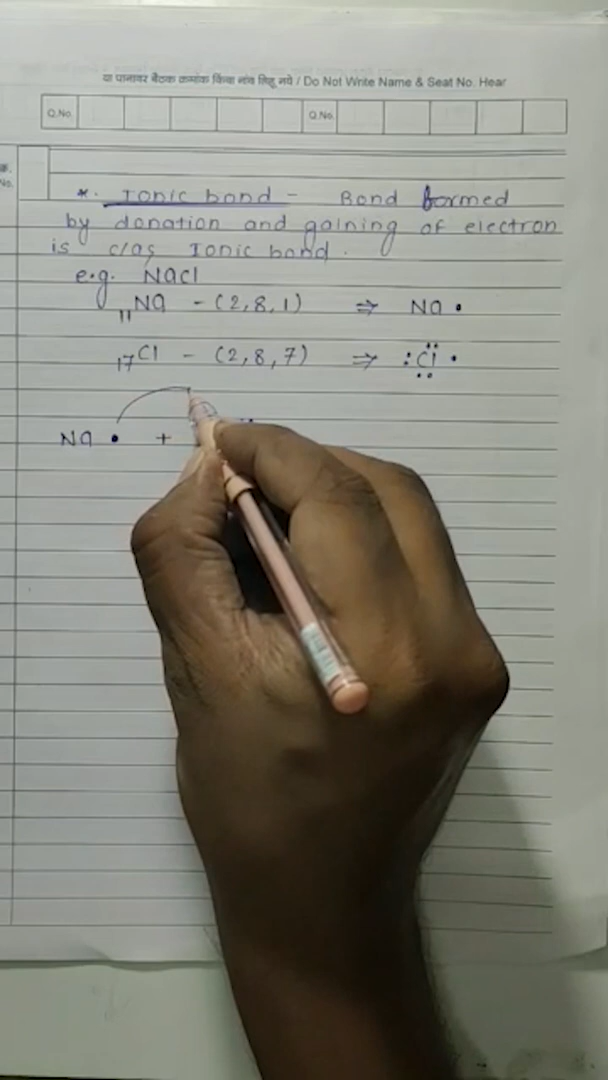 या पानावर बैठक क्रमांक किंवा नांव लिहू नये / Do Not Write Name & Seat No. Hear
Q.No. Q.No.
No.
*. Ionic bond - Bond formed
by donation and gaining of electron
is c/as Ionic bond.
e.g. NaCl
₁₁Na - (2,8,1) ⇒ Na •
₁₇Cl - (2,8,7) ⇒ :Cl •
Na • +